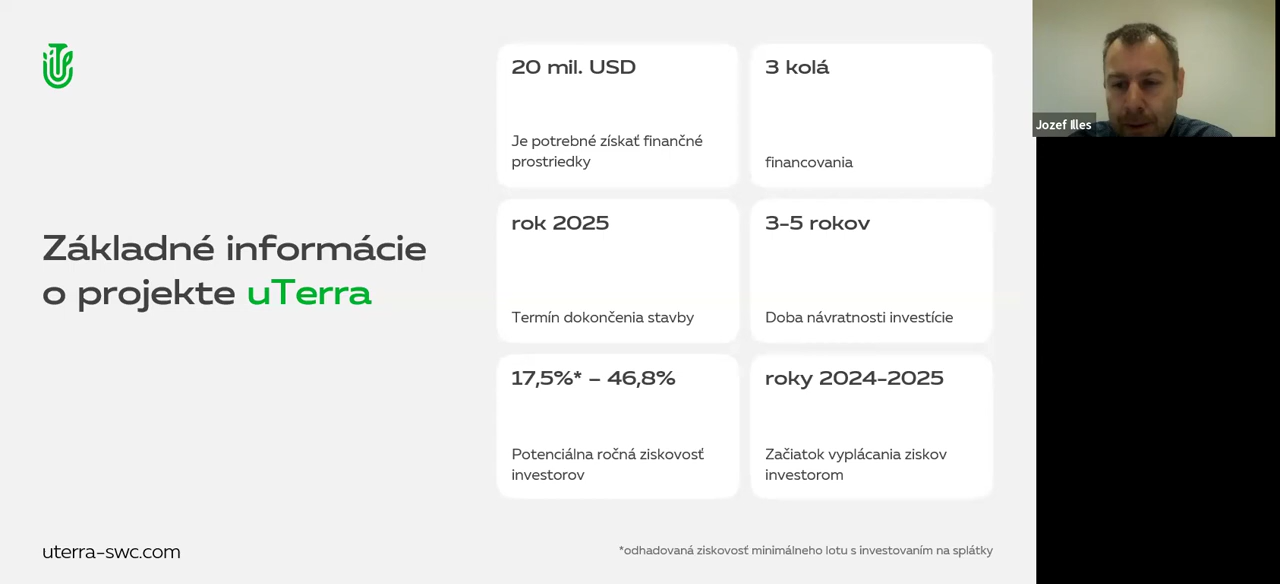 20 mil. USD
Je potrebné získať finančné
prostriedky
3 kolá
financovania
Jozef Illes
Základné informácie
o projekte uTerra
rok 2025
Termín dokončenia stavby
3-5 rokov
Doba návratnosti investície
17,5%* – 46,8%
Potenciálna ročná ziskovosť
investorov
roky 2024-2025
Začiatok vyplácania ziskov
investorom
uterra-swc.com
*odhadovaná ziskovosť minimálneho lotu s investovaním na splátky